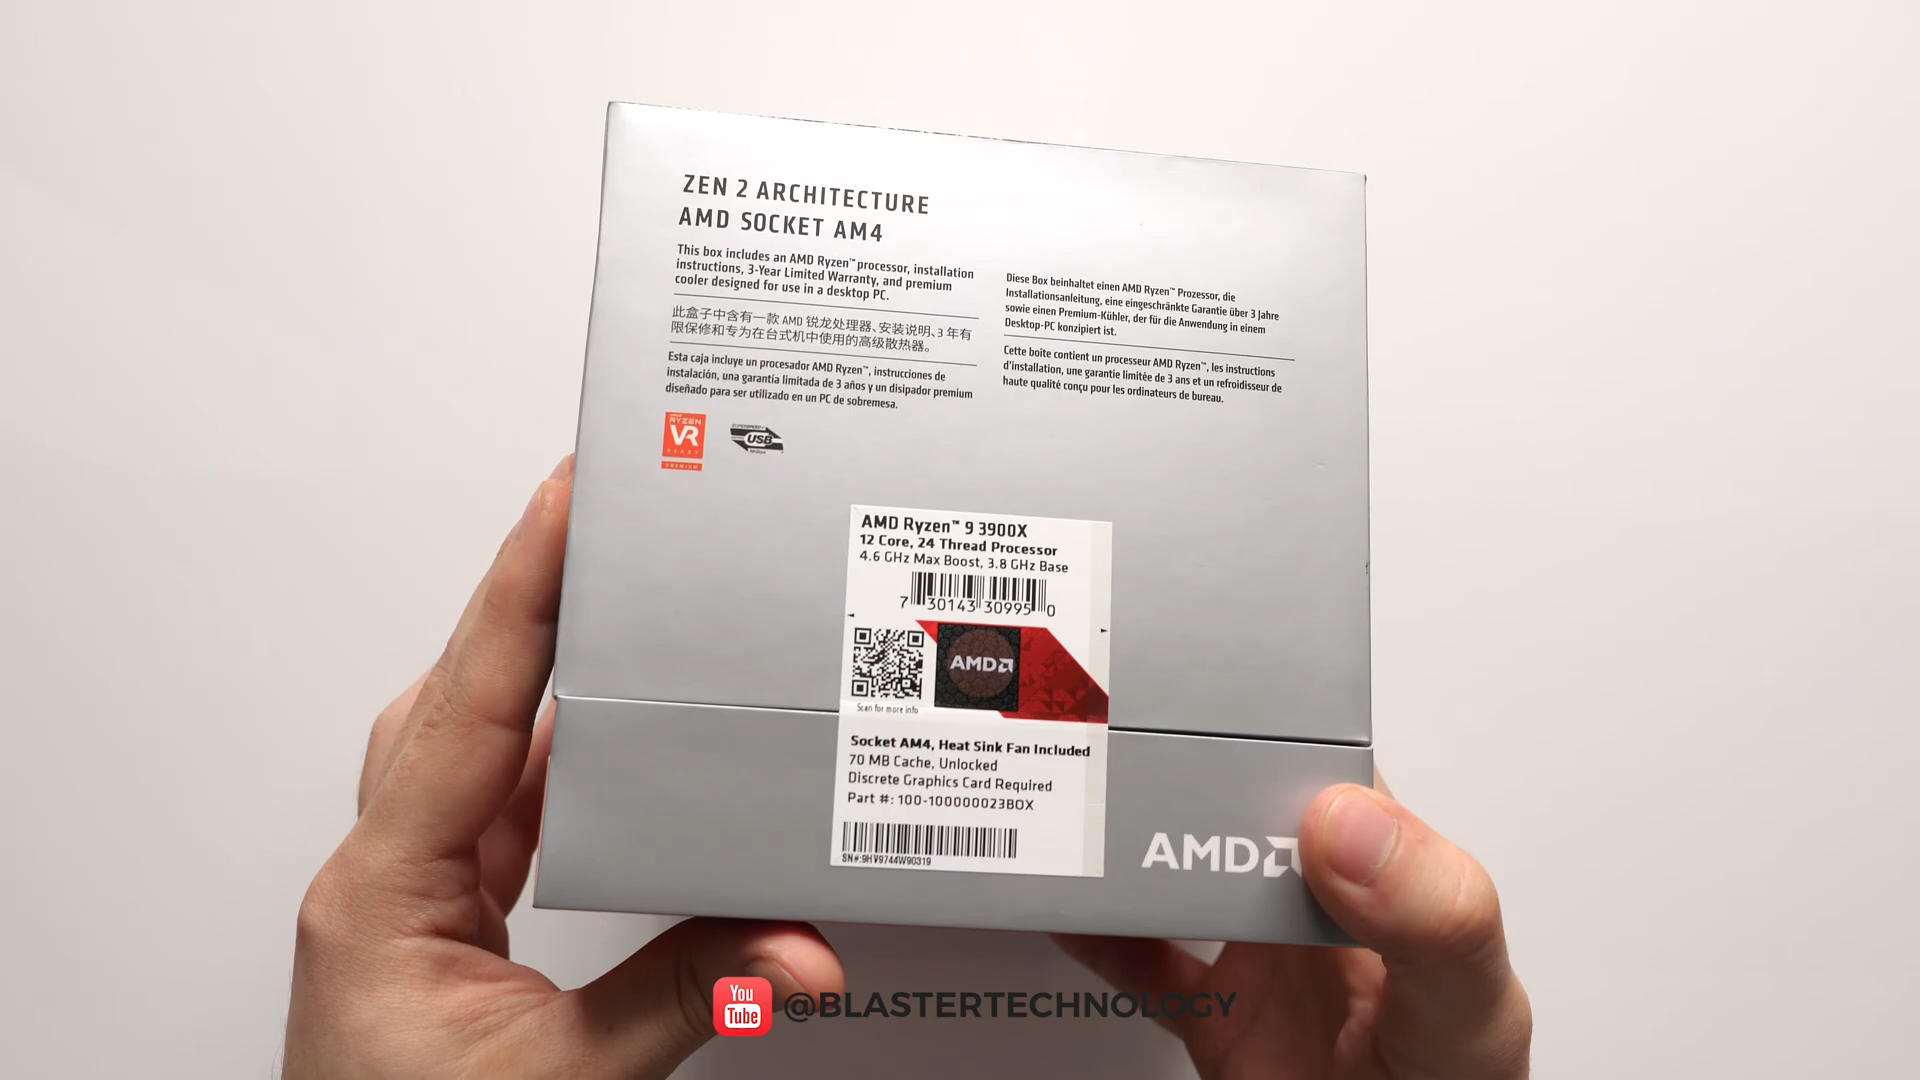 ZEN 2 ARCHITECTURE
AMD SOCKET AM4
This box includes an AMD Ryzen™ processor, installation
instructions, 3-Year Limited Warranty, and premium
cooler designed for use in a desktop PC.
此盒子中含有一款 AMD 锐龙处理器、安装说明、3 年有
限保修和专为在台式机中使用的高级散热器。
Esta caja incluye un procesador AMD Ryzen™, instrucciones de
instalación, una garantía limitada de 3 años y un disipador premium
diseñado para ser utilizado en un PC de sobremesa.
Diese Box beinhaltet einen AMD Ryzen™ Prozessor, die
Installationsanleitung, eine eingeschränkte Garantie über 3 Jahre
sowie einen Premium-Kühler, der für die Anwendung in einem
Desktop-PC konzipiert ist.
Cette boîte contient un processeur AMD Ryzen™, les instructions
d'installation, une garantie limitée de 3 ans et un refroidisseur de
haute qualité conçu pour les ordinateurs de bureau.
RYZEN
VR
READY
PREMIUM
USB
AMD Ryzen™ 9 3900X
12 Core, 24 Thread Processor
4.6 GHz Max Boost, 3.8 GHz Base
7 30143 30995 0
AMD
Scan for more info
Socket AM4, Heat Sink Fan Included
70 MB Cache, Unlocked
Discrete Graphics Card Required
Part #: 100-100000023BOX
SN#:9HV9744W90319
AMD
You
Tube
@BLASTERTECHNOLOGY